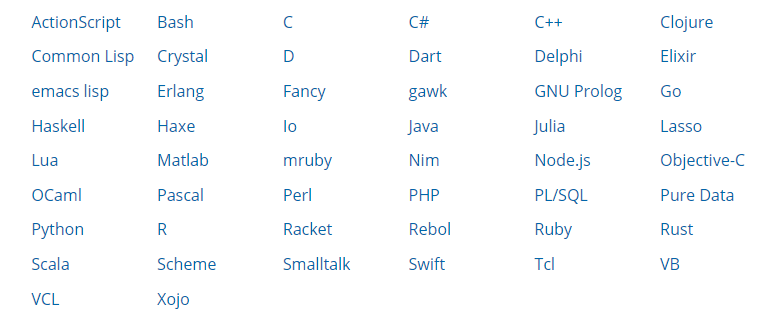 ActionScript Bash C C# C++ Clojure
Common Lisp Crystal D Dart Delphi Elixir
emacs lisp Erlang Fancy gawk GNU Prolog Go
Haskell Haxe Io Java Julia Lasso
Lua Matlab mruby Nim Node.js Objective-C
OCaml Pascal Perl PHP PL/SQL Pure Data
Python R Racket Rebol Ruby Rust
Scala Scheme Smalltalk Swift Tcl VB
VCL Xojo